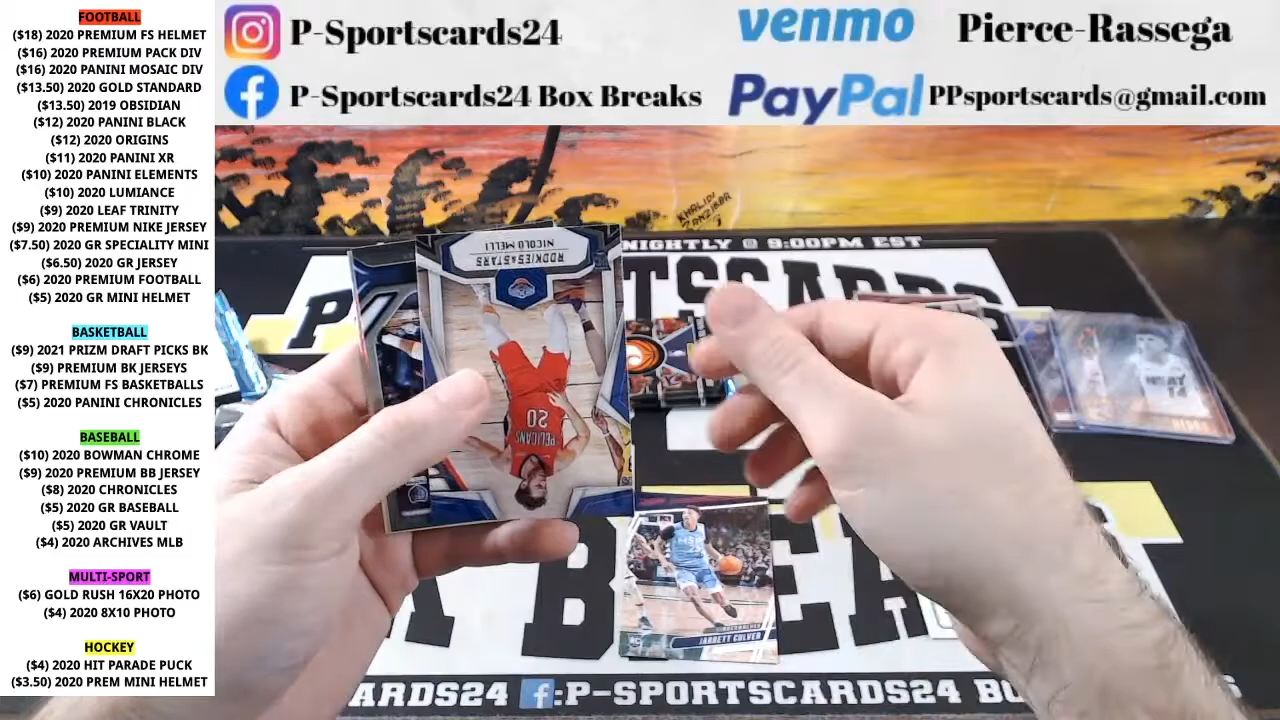 FOOTBALL
($18) 2020 PREMIUM FS HELMET
($16) 2020 PREMIUM PACK DIV
($16) 2020 PANINI MOSAIC DIV
($13.50) 2020 GOLD STANDARD
($13.50) 2019 OBSIDIAN
($12) 2020 PANINI BLACK
($12) 2020 ORIGINS
($11) 2020 PANINI XR
($10) 2020 PANINI ELEMENTS
($10) 2020 LUMIANCE
($9) 2020 LEAF TRINITY
($9) 2020 PREMIUM NIKE JERSEY
($7.50) 2020 GR SPECIALITY MINI
($6.50) 2020 GR JERSEY
($6) 2020 PREMIUM FOOTBALL
($5) 2020 GR MINI HELMET
BASKETBALL
($9) 2021 PRIZM DRAFT PICKS BK
($9) PREMIUM BK JERSEYS
($7) PREMIUM FS BASKETBALLS
($5) 2020 PANINI CHRONICLES
BASEBALL
($10) 2020 BOWMAN CHROME
($9) 2020 PREMIUM BB JERSEY
($8) 2020 CHRONICLES
($5) 2020 GR BASEBALL
($5) 2020 GR VAULT
($4) 2020 ARCHIVES MLB
MULTI-SPORT
($6) GOLD RUSH 16X20 PHOTO
($4) 2020 8X10 PHOTO
HOCKEY
($4) 2020 HIT PARADE PUCK
($3.50) 2020 PREM MINI HELMET
P-Sportscards24
venmo Pierce-Rassega
P-Sportscards24 Box Breaks
PayPal PPsportscards@gmail.com
KHALIDI
ZANZIBAR
NIGHTLY @ 9:00PM EST
ROOKIES & STARS
NICOLO MELLI
PELICANS
20
JARRETT CULVER
HEAT
14
CARDS24 f:P-SPORTSCARDS24 BO